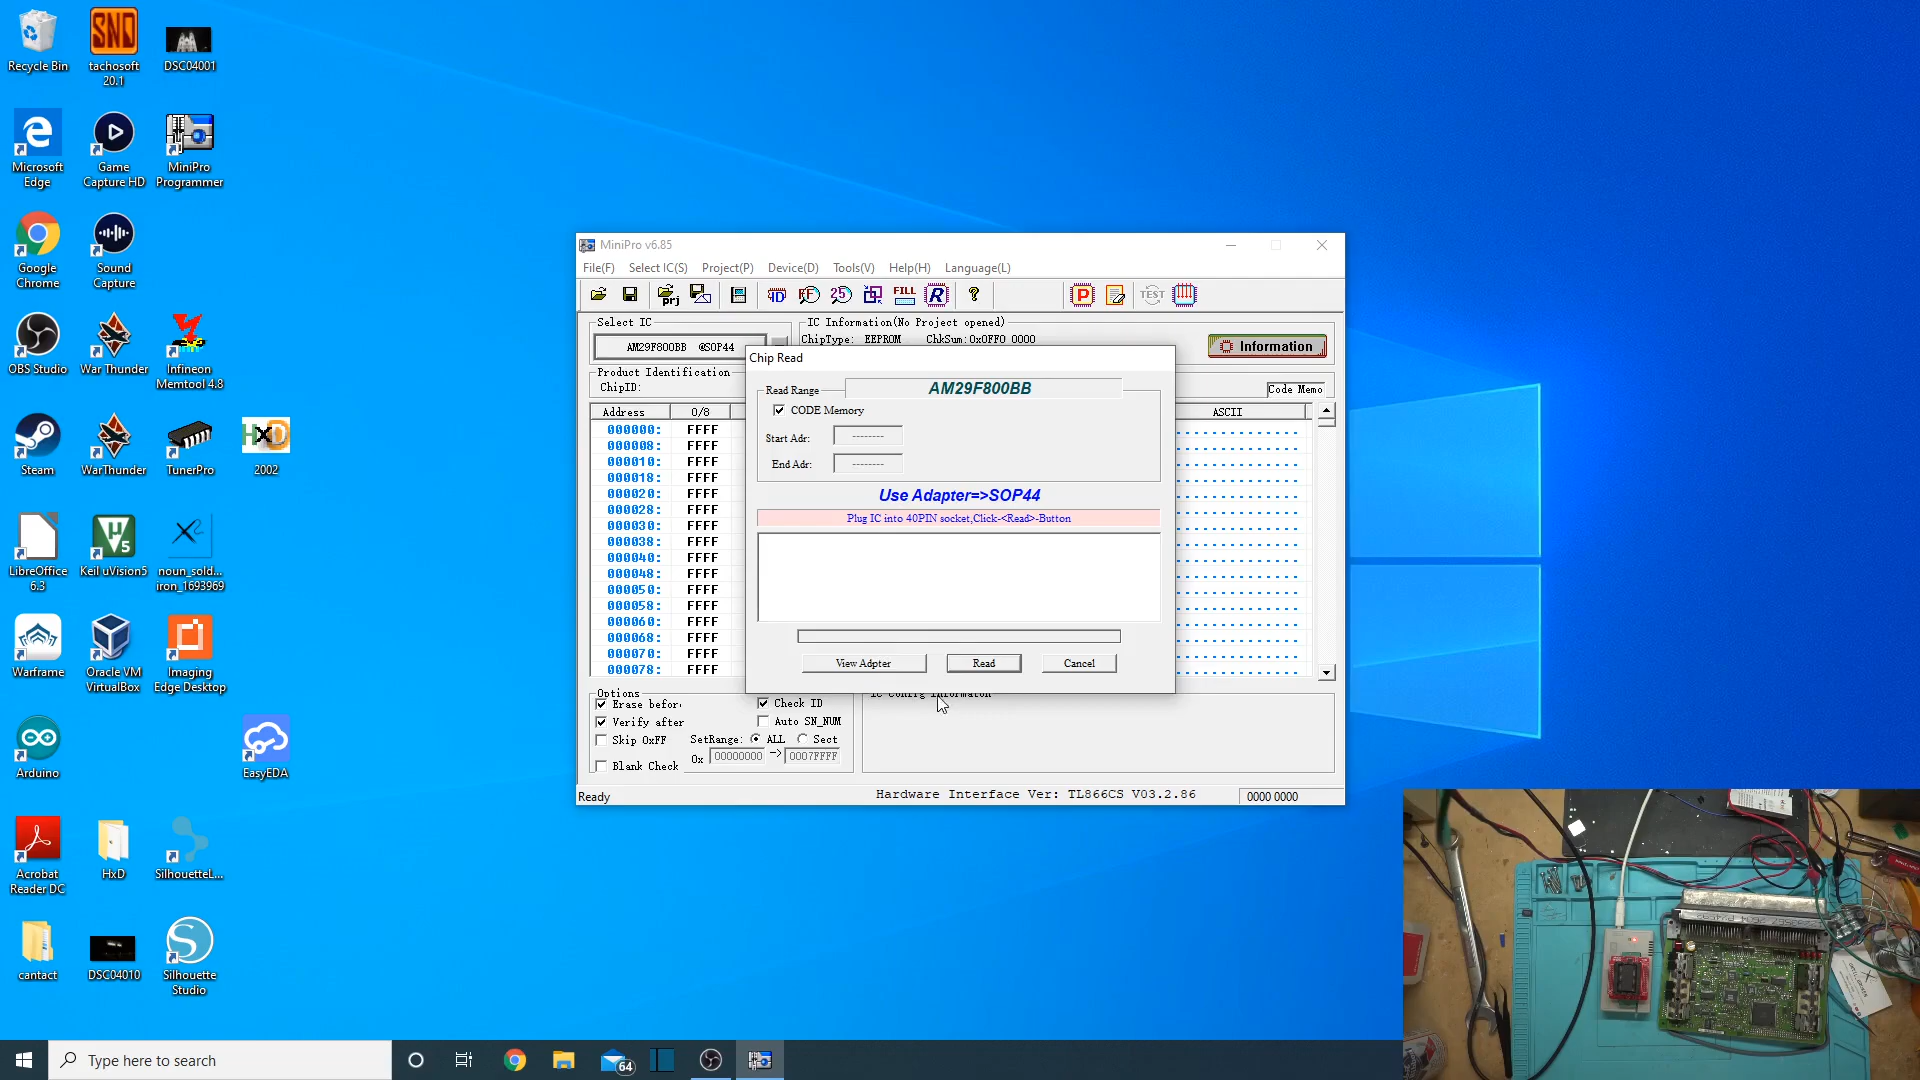 Recycle Bin
tachosoft
20.1
DSC04001
Microsoft
Edge
Game
Capture HD
MiniPro
Programmer
Google
Chrome
Sound
Capture
OBS Studio
War Thunder
Infineon
Memtool 4.8
Steam
WarThunder
TunerPro
2002
LibreOffice
6.3
Keil uVision5
noun_sold...
iron_1693969
Warframe
Oracle VM
VirtualBox
Imaging
Edge Desktop
Arduino
EasyEDA
Acrobat
Reader DC
HxD
SilhouetteL...
cantact
DSC04010
Silhouette
Studio
SND
HxD
MiniPro v6.85
File(F) Select IC(S) Project(P) Device(D) Tools(V) Help(H) Language(L)
prj
FILL
TEST
Select IC
AM29F800BB @SOP44
IC Information(No Project opened)
ChipType: EEPROM ChkSum:0x0FF0 0000
Information
Product Identification
ChipID:
Code Memo
Address 0/8 ASCII
000000: FFFF
000008: FFFF
000010: FFFF
000018: FFFF
000020: FFFF
000028: FFFF
000030: FFFF
000038: FFFF
000040: FFFF
000048: FFFF
000050: FFFF
000058: FFFF
000060: FFFF
000068: FFFF
000070: FFFF
000078: FFFF
Chip Read
Read Range
AM29F800BB
CODE Memory
Start Adr: --------
End Adr: --------
Use Adapter=>SOP44
Plug IC into 40PIN socket,Click-<Read>-Button
View Adpter Read Cancel
Options
Erase befor
Check ID
Verify after
Auto SN_NUM
Skip 0xFF
SetRange: ALL Sect
Blank Check
0x 00000000 -> 0007FFFF
IC Config Informaton
Ready
Hardware Interface Ver: TL866CS V03.2.86
0000 0000
Type here to search
64